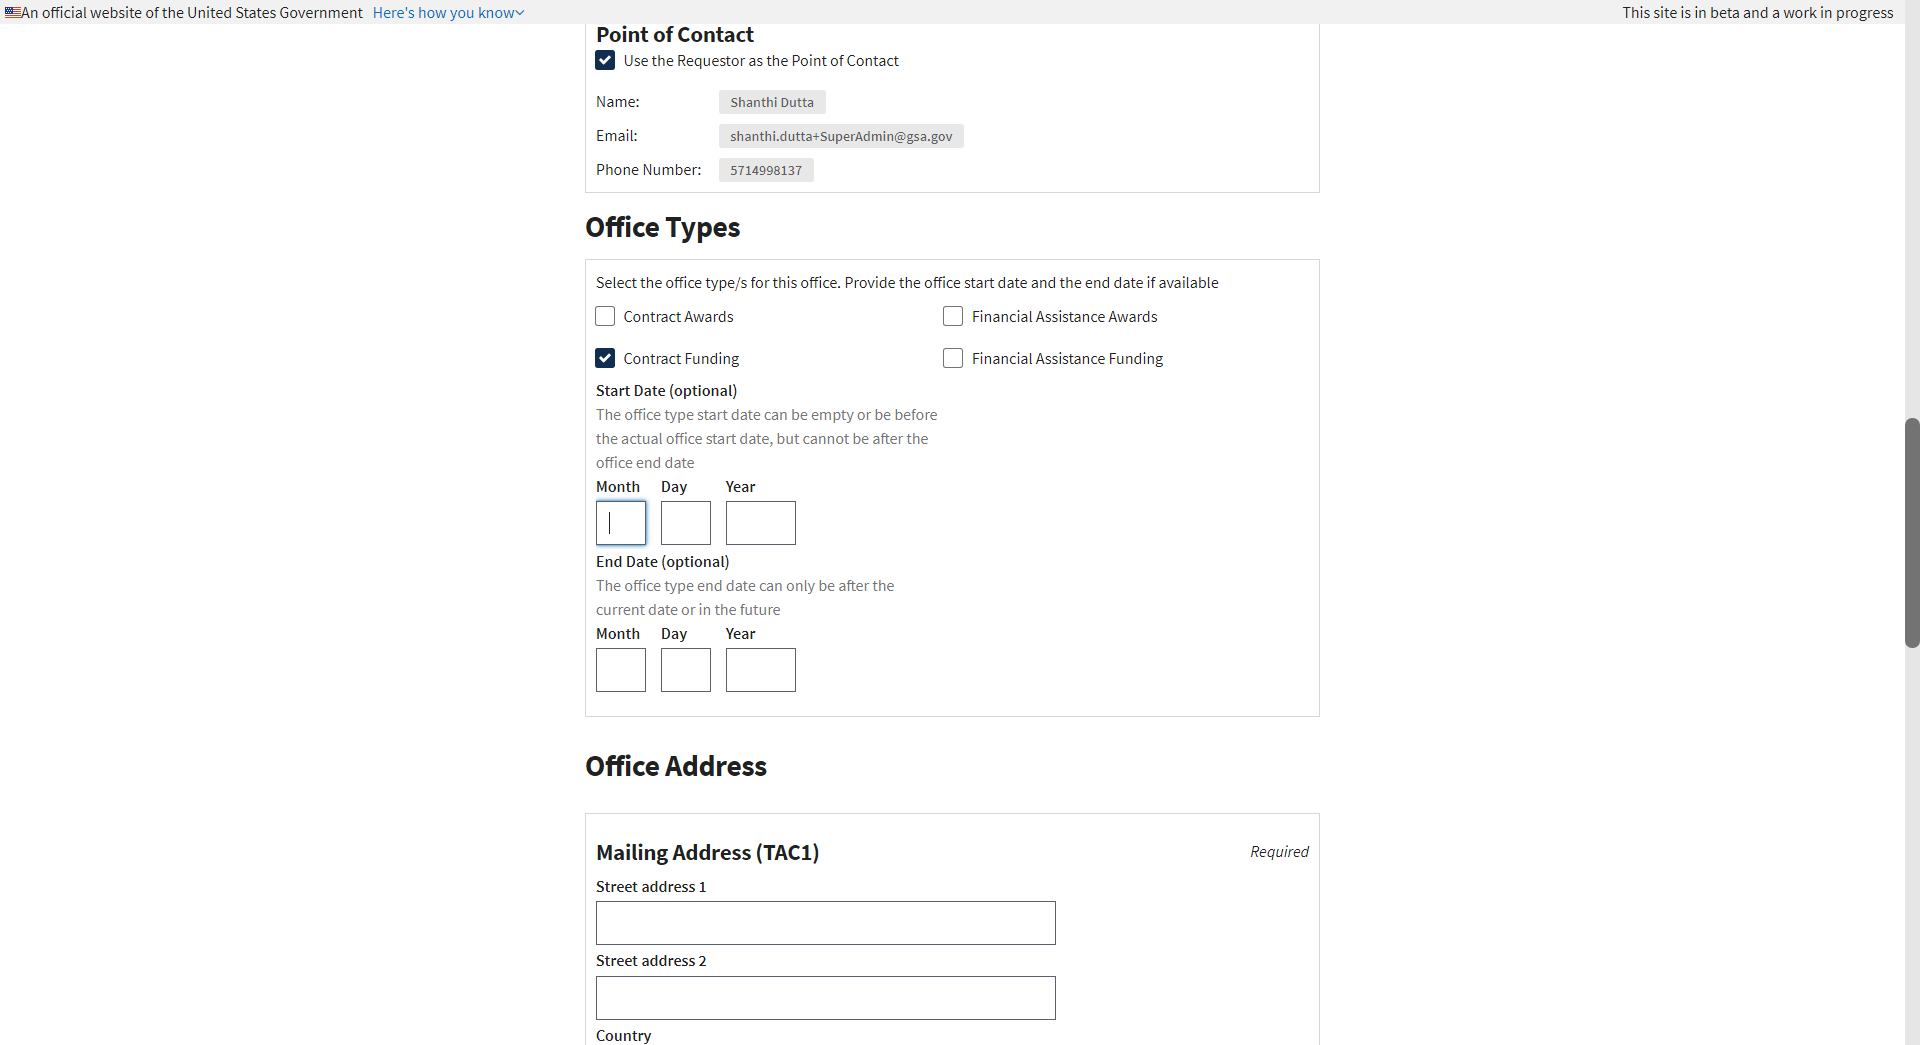 An official website of the United States Government Here's how you know
This site is in beta and a work in progress
Point of Contact
Use the Requestor as the Point of Contact
Name: Shanthi Dutta
Email: shanthi.dutta+SuperAdmin@gsa.gov
Phone Number: 5714998137
Office Types
Select the office type/s for this office. Provide the office start date and the end date if available
Contract Awards Financial Assistance Awards
Contract Funding Financial Assistance Funding
Start Date (optional)
The office type start date can be empty or be before
the actual office start date, but cannot be after the
office end date
Month Day Year
End Date (optional)
The office type end date can only be after the
current date or in the future
Month Day Year
Office Address
Mailing Address (TAC1) Required
Street address 1
Street address 2
Country